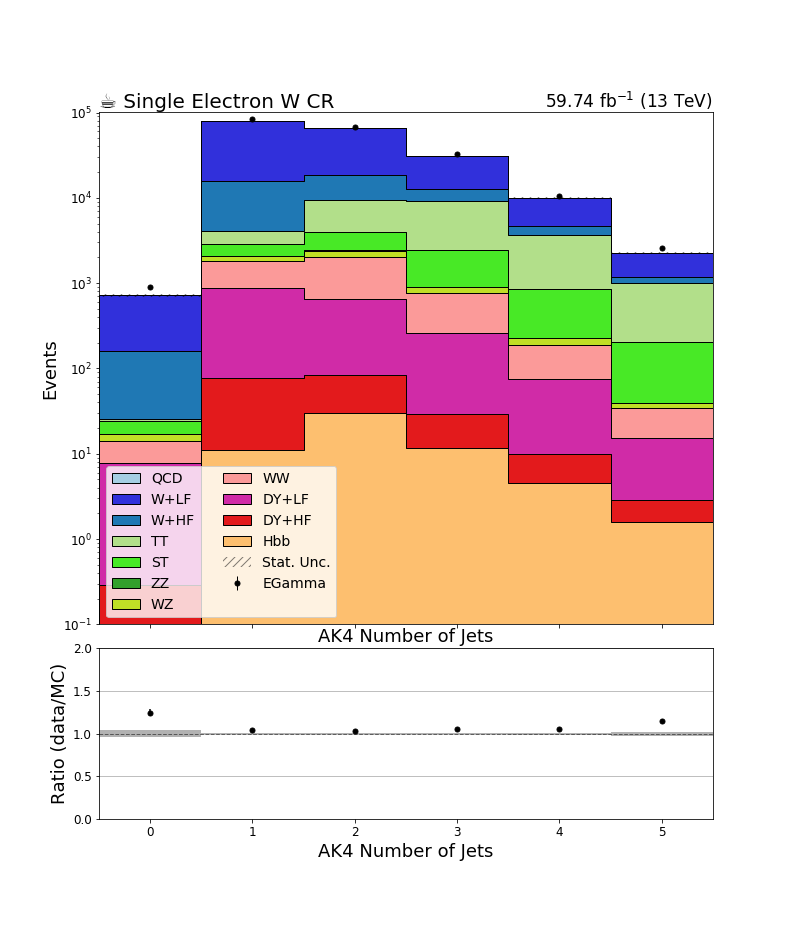 ☕ Single Electron W CR
59.74 fb⁻¹ (13 TeV)
Events
10⁵
10⁴
10³
10²
10¹
10⁰
10⁻¹
QCD
W+LF
W+HF
TT
ST
ZZ
WZ
WW
DY+LF
DY+HF
Hbb
Stat. Unc.
EGamma
AK4 Number of Jets
Ratio (data/MC)
2.0
1.5
1.0
0.5
0.0
0 1 2 3 4 5
AK4 Number of Jets